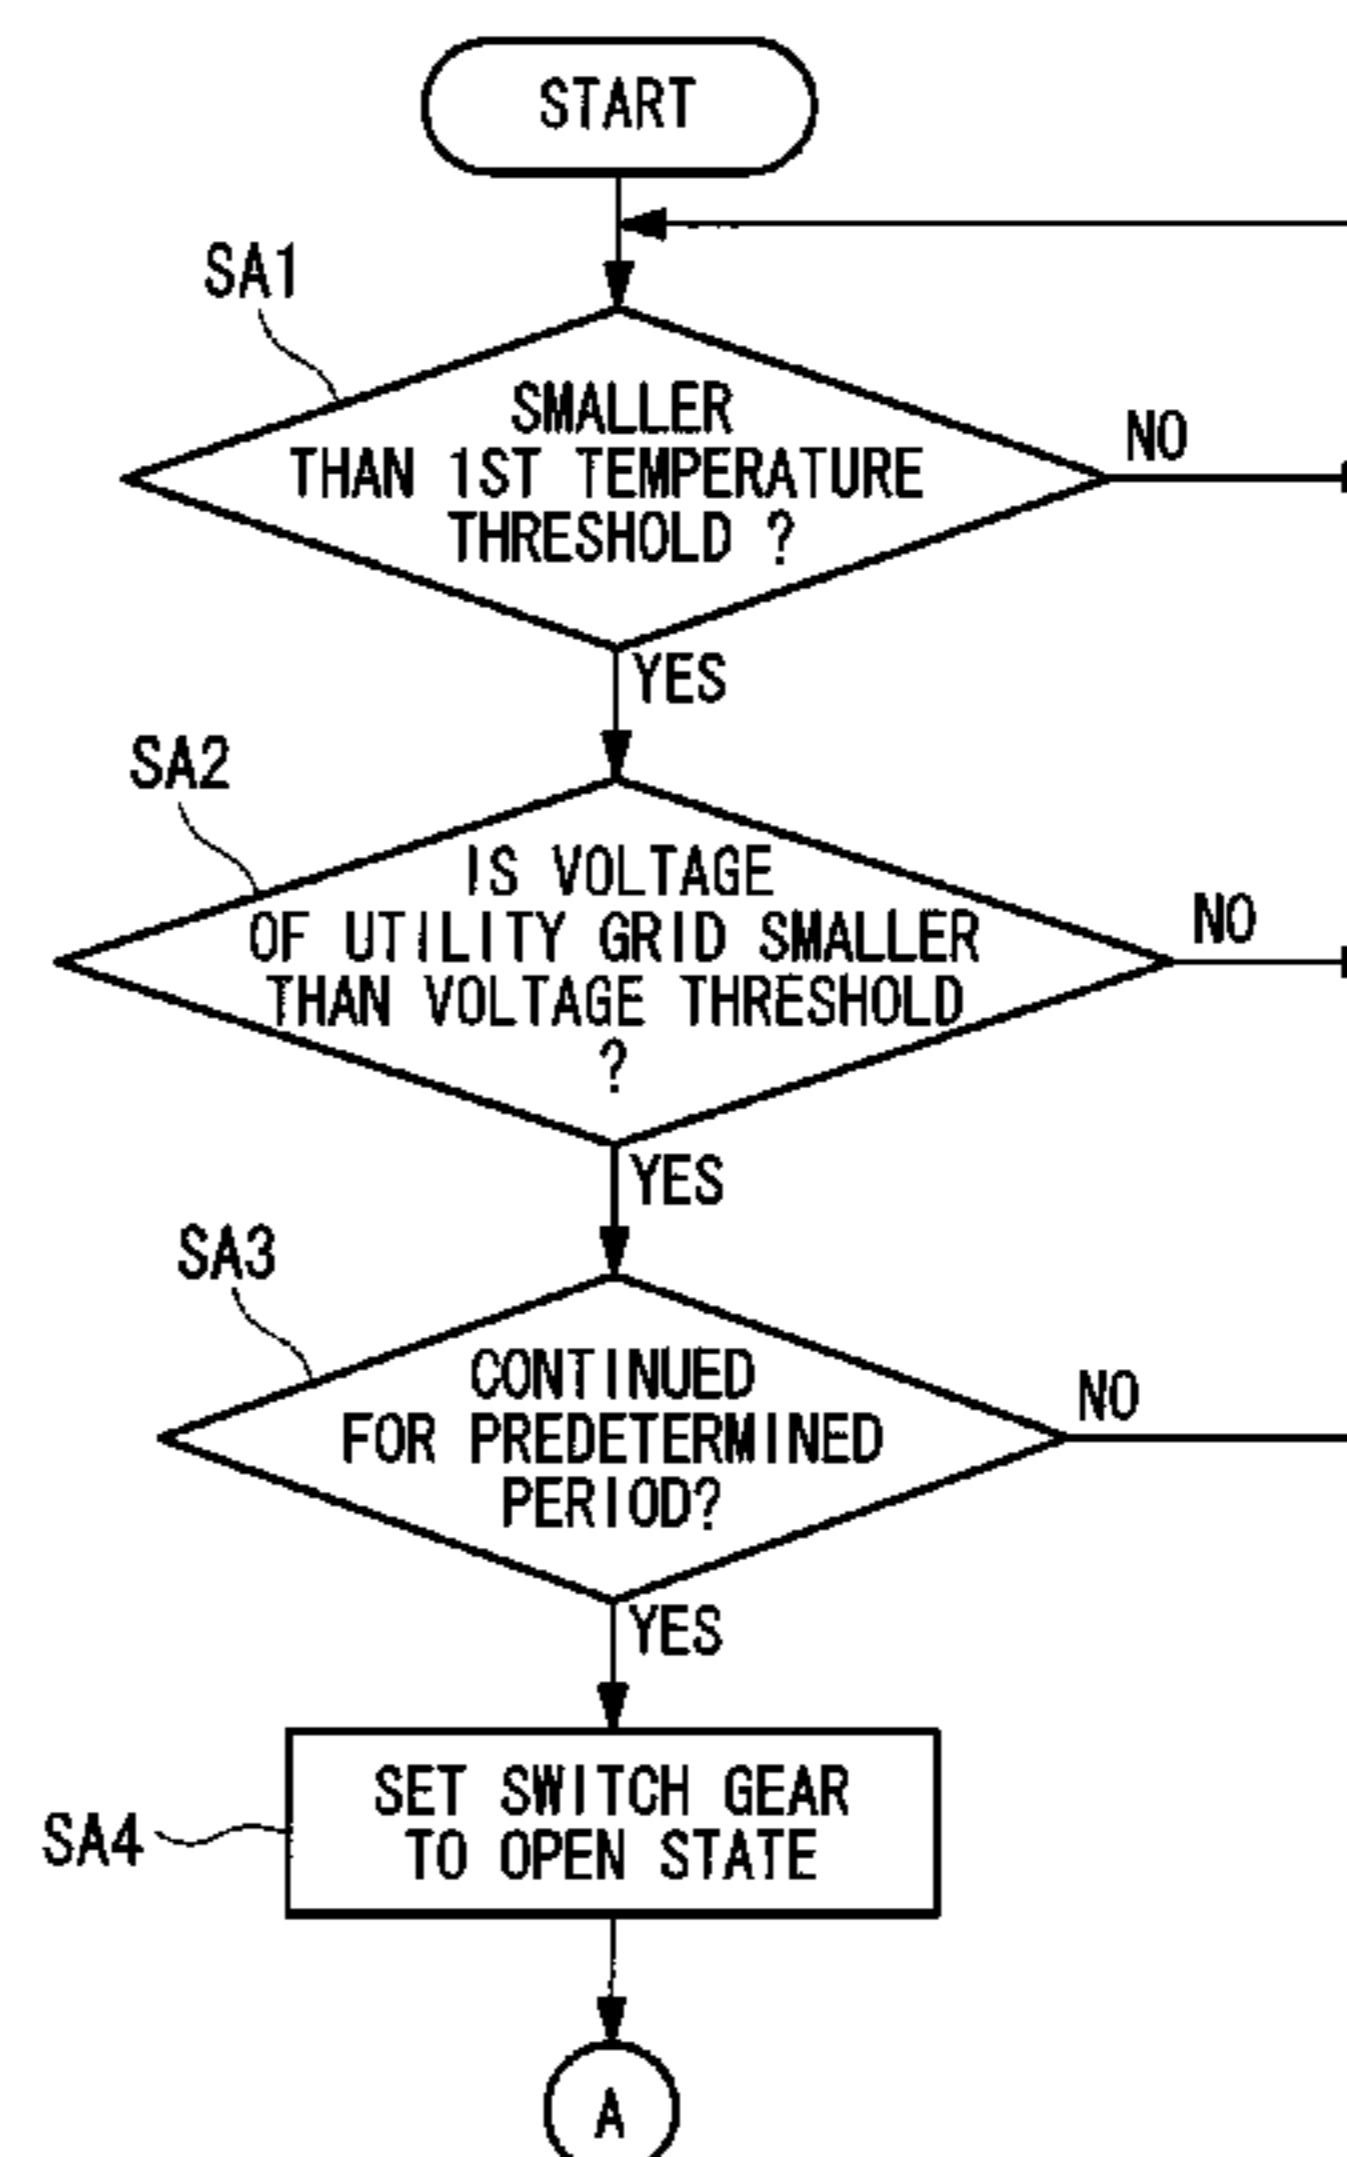 START
SA1
SMALLER
THAN 1ST TEMPERATURE
THRESHOLD ?
NO
YES
SA2
IS VOLTAGE
OF UTILITY GRID SMALLER
THAN VOLTAGE THRESHOLD
?
NO
YES
SA3
CONTINUED
FOR PREDETERMINED
PERIOD?
NO
YES
SA4
SET SWITCH GEAR
TO OPEN STATE
A